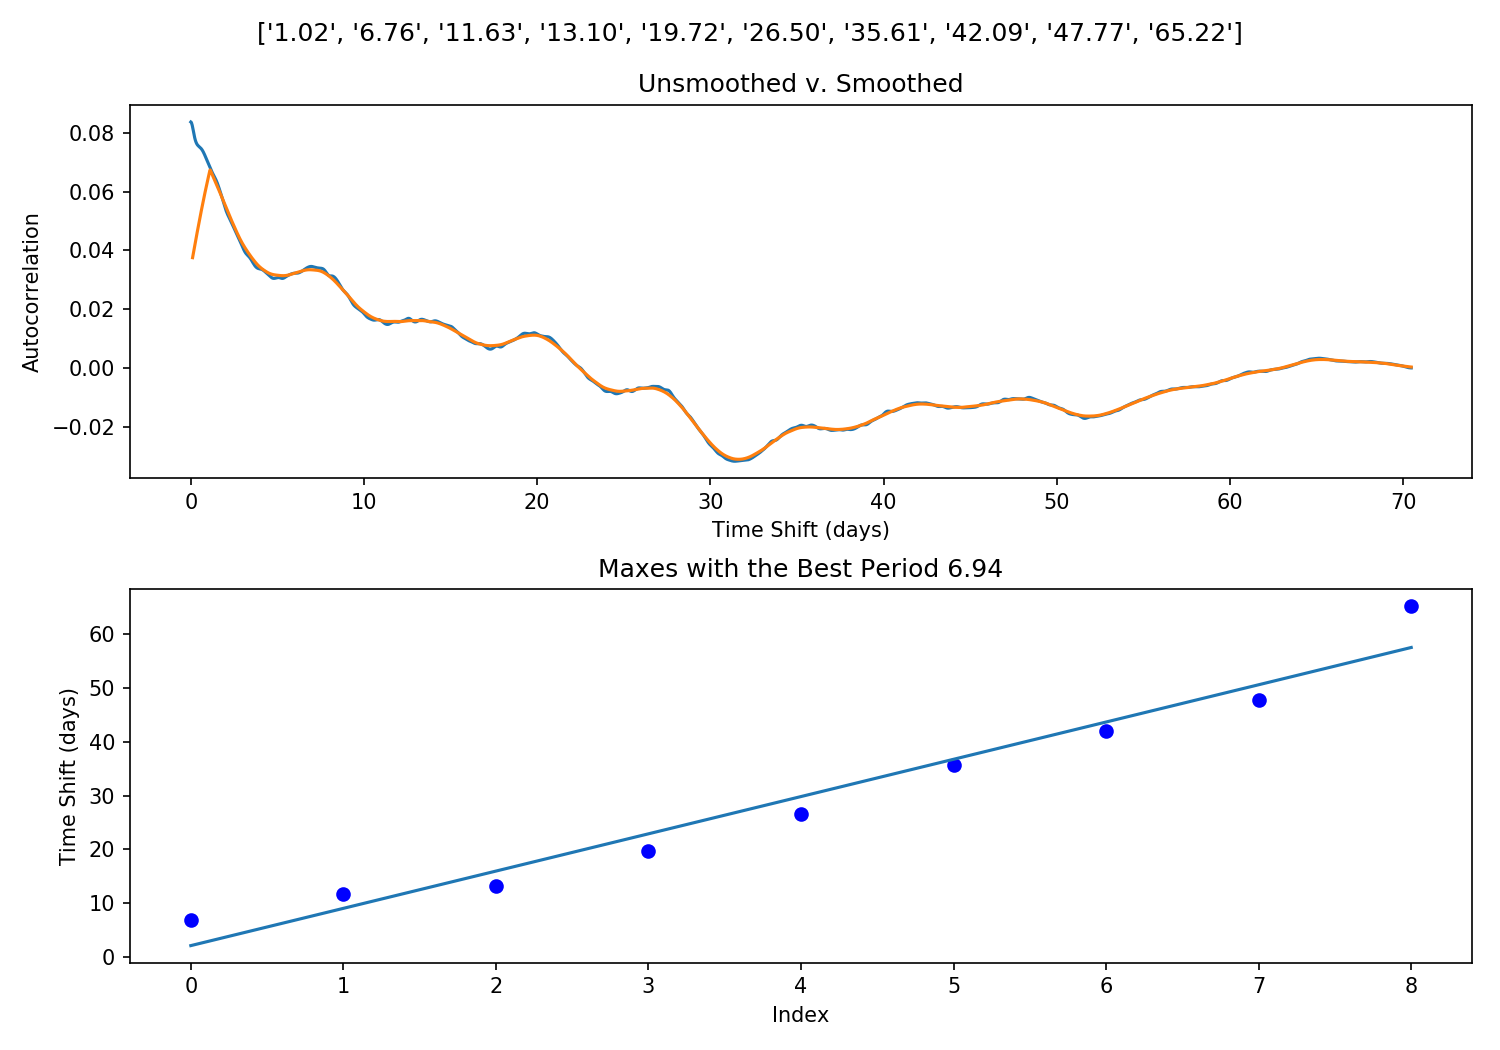 ['1.02', '6.76', '11.63', '13.10', '19.72', '26.50', '35.61', '42.09', '47.77', '65.22']
Unsmoothed v. Smoothed
Autocorrelation
0.08
0.06
0.04
0.02
0.00
−0.02
0 10 20 30 40 50 60 70
Time Shift (days)
Maxes with the Best Period 6.94
Time Shift (days)
60
50
40
30
20
10
0
0 1 2 3 4 5 6 7 8
Index